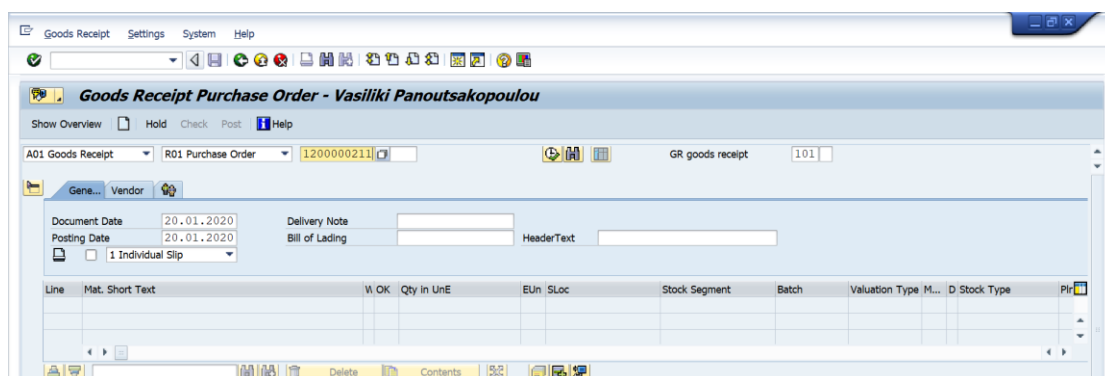 Goods Receipt Settings System Help
Goods Receipt Purchase Order - Vasiliki Panoutsakopoulou
Show Overview Hold Check Post Help
A01 Goods Receipt R01 Purchase Order 1200000211 GR goods receipt 101
Gene... Vendor
Document Date 20.01.2020 Delivery Note
Posting Date 20.01.2020 Bill of Lading HeaderText
1 Individual Slip
Line Mat. Short Text OK Qty in UnE EUn SLoc Stock Segment Batch Valuation Type M... D Stock Type
Delete Contents